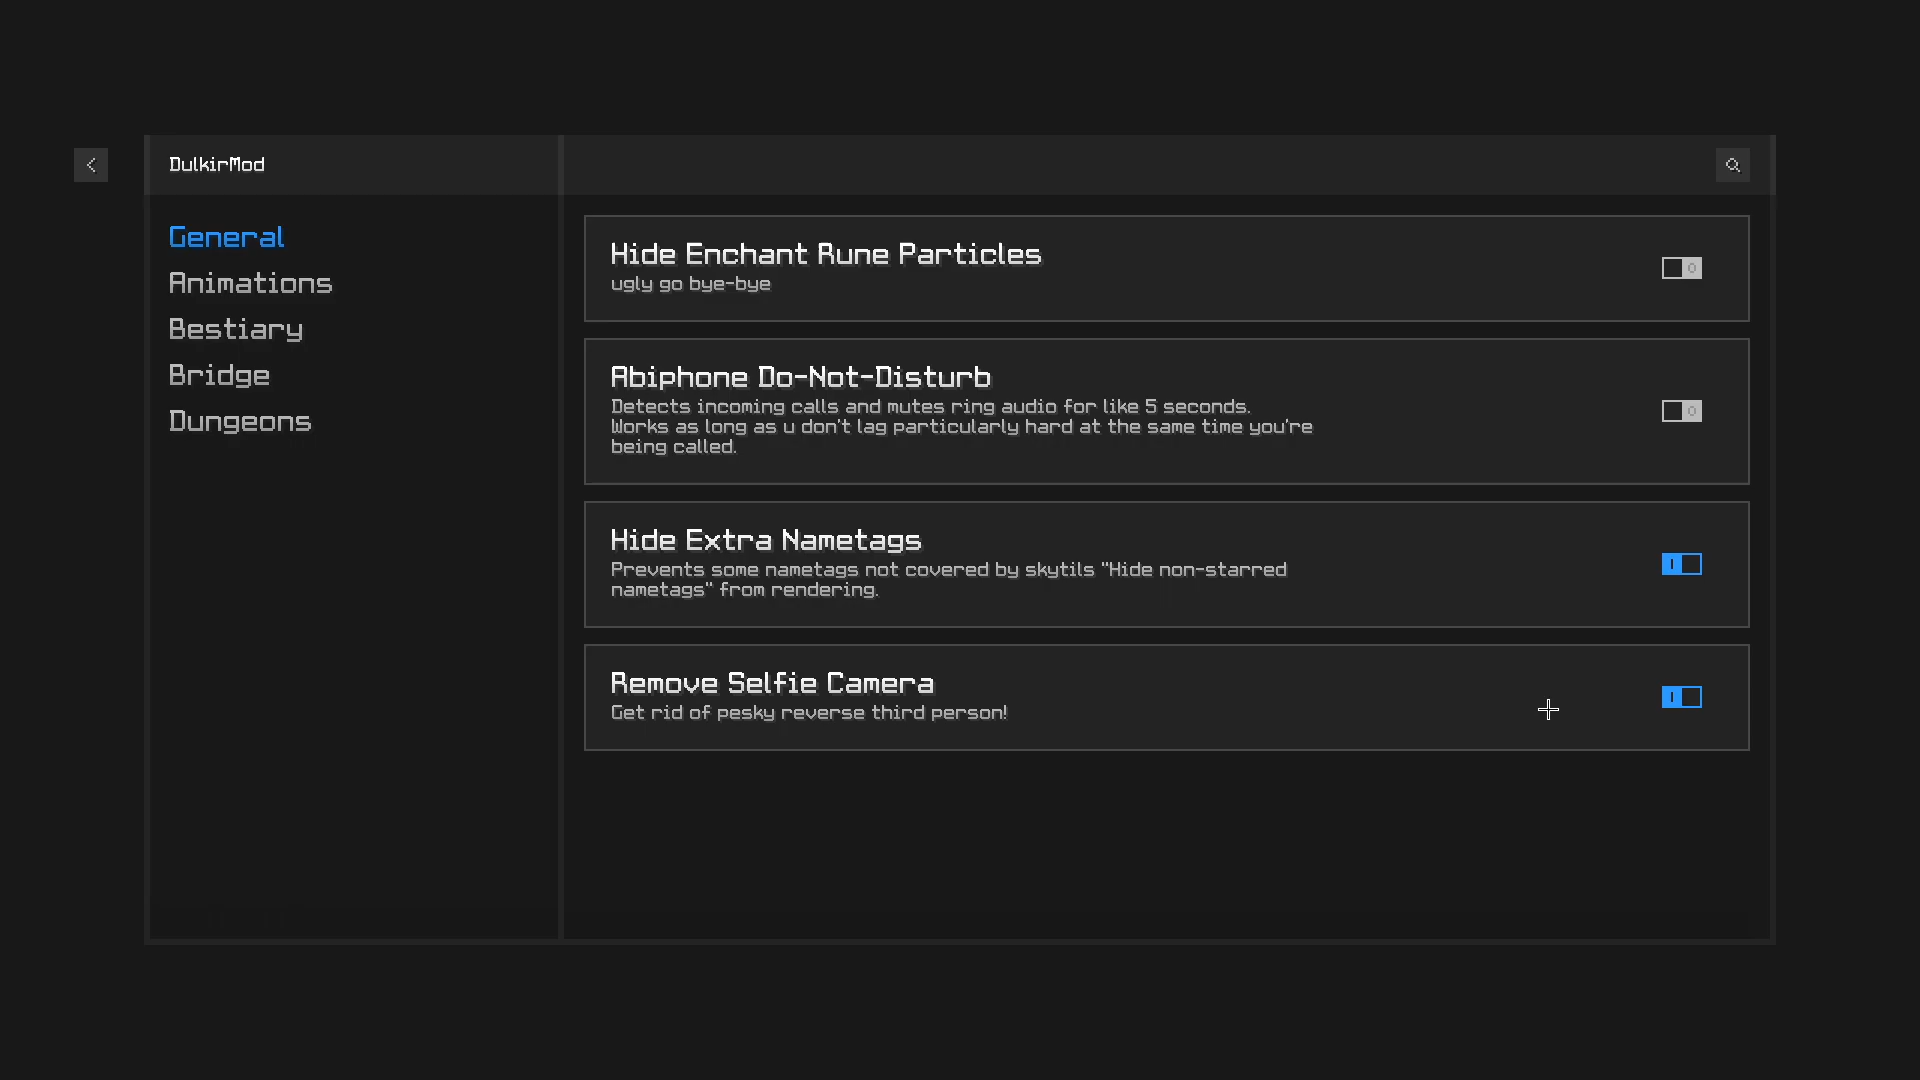 DulkirMod
General
Animations
Bestiary
Bridge
Dungeons
Hide Enchant Rune Particles
ugly go bye-bye
Abiphone Do-Not-Disturb
Detects incoming calls and mutes ring audio for like 5 seconds.
Works as long as u don't lag particularly hard at the same time you're
being called.
Hide Extra Nametags
Prevents some nametags not covered by skytils "Hide non-starred
nametags" from rendering.
Remove Selfie Camera
Get rid of pesky reverse third person!